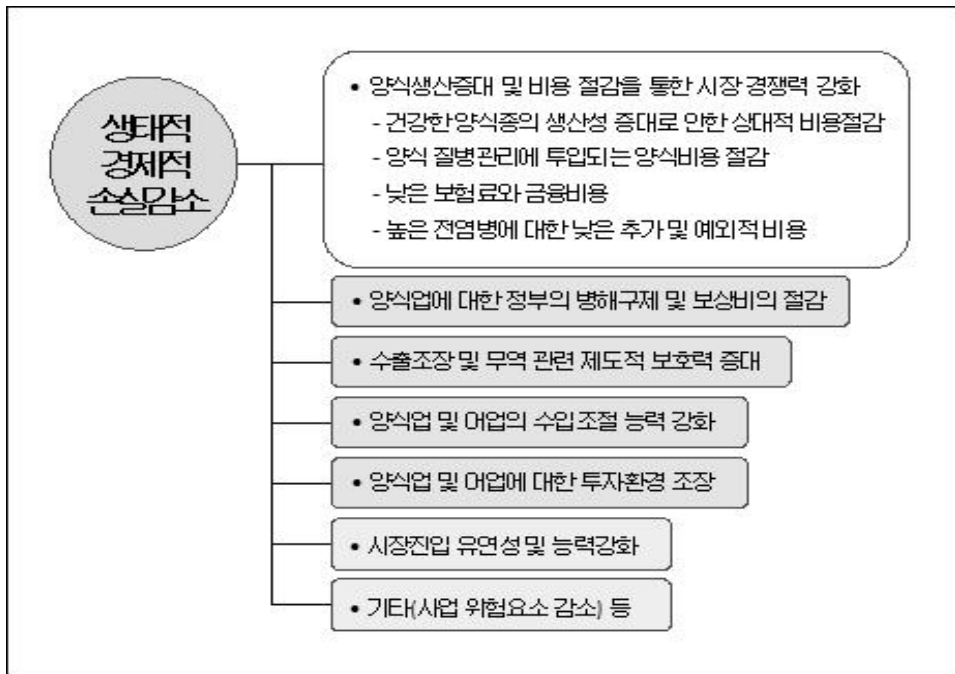 생태적
경제적
손실감소
• 양식생산증대 및 비용 절감을 통한 시장 경쟁력 강화
- 건강한 양식종의 생산성 증대로 인한 상대적 비용절감
- 양식 질병관리에 투입되는 양식비용 절감
- 낮은 보험료와 금융비용
- 높은 전염병에 대한 낮은 추가 및 예외적 비용
• 양식업에 대한 정부의 병해구제 및 보상비의 절감
• 수출조장 및 무역 관련 제도적 보호력 증대
• 양식업 및 어업의 수입조절 능력 강화
• 양식업 및 어업에 대한 투자환경 조장
• 시장진입 유연성 및 능력강화
• 기타(사업 위험요소 감소) 등